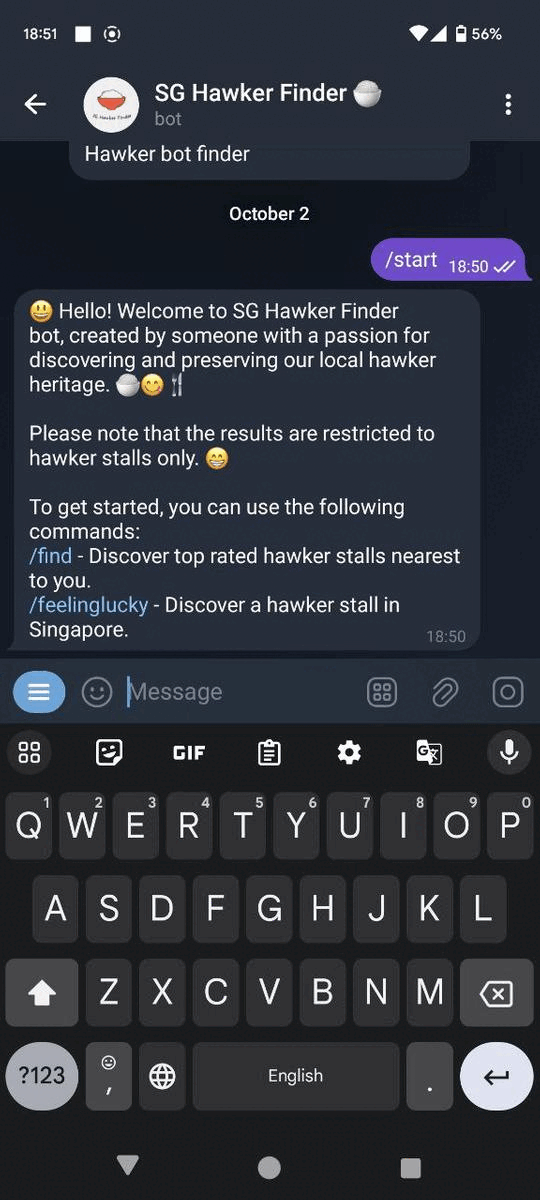 18:51 56%
SG Hawker Finder 🍚
bot
Hawker bot finder
October 2
/start 18:50
😃 Hello! Welcome to SG Hawker Finder
bot, created by someone with a passion for
discovering and preserving our local hawker
heritage. 🍚😋🍴
Please note that the results are restricted to
hawker stalls only. 😁
To get started, you can use the following
commands:
/find - Discover top rated hawker stalls nearest
to you.
/feelinglucky - Discover a hawker stall in
Singapore.
18:50
Message
GIF
1 2 3 4 5 6 7 8 9 0
Q W E R T Y U I O P
A S D F G H J K L
Z X C V B N M
?123 , English .